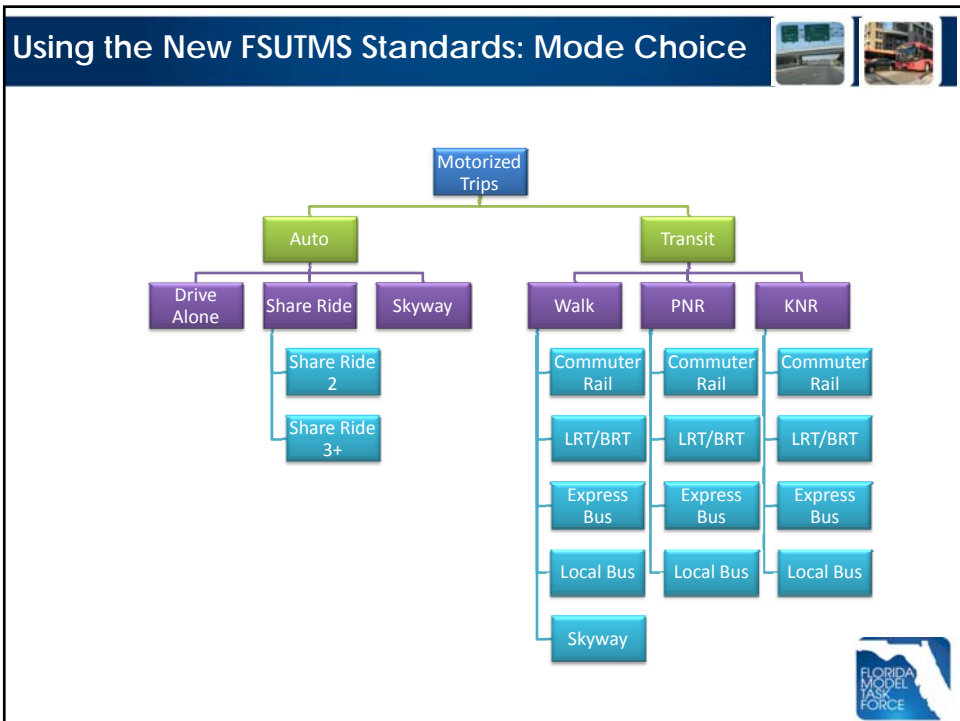 Using the New FSUTMS Standards: Mode Choice
Motorized
Trips
Auto
Transit
Drive
Alone
Share Ride
Skyway
Walk
PNR
KNR
Share Ride
2
Share Ride
3+
Commuter
Rail
LRT/BRT
Express
Bus
Local Bus
Skyway
Commuter
Rail
LRT/BRT
Express
Bus
Local Bus
Commuter
Rail
LRT/BRT
Express
Bus
Local Bus
FLORIDA
MODEL
TASK
FORCE